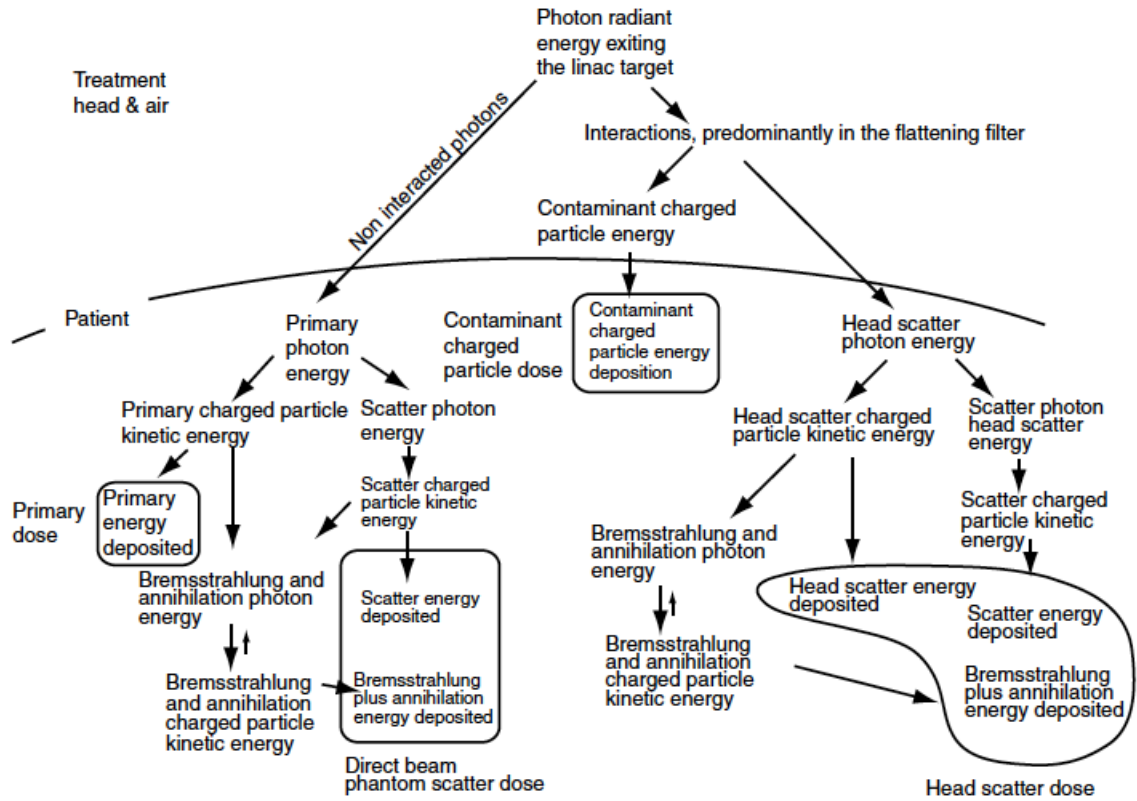 Photon radiant
energy exiting
the linac target
Treatment
head & air
Interactions, predominantly in the flattening filter
Non interacted photons
Contaminant charged
particle energy
Patient
Primary
photon
energy
Contaminant
charged
particle dose
Contaminant
charged
particle energy
deposition
Head scatter
photon energy
Primary charged particle
kinetic energy
Scatter photon
energy
Head scatter charged
particle kinetic energy
Scatter photon
head scatter
energy
Primary
dose
Primary
energy
deposited
Scatter charged
particle kinetic
energy
Scatter charged
particle kinetic
energy
Bremsstrahlung and
annihilation photon
energy
Bremsstrahlung and
annihilation photon
energy
Scatter energy
deposited
Head scatter energy
deposited
Scatter energy
deposited
Bremsstrahlung
and annihilation
charged particle
kinetic energy
Bremsstrahlung
plus annihilation
energy deposited
Bremsstrahlung
and annihilation
charged particle
kinetic energy
Bremsstrahlung
plus annihilation
energy deposited
Direct beam
phantom scatter dose
Head scatter dose